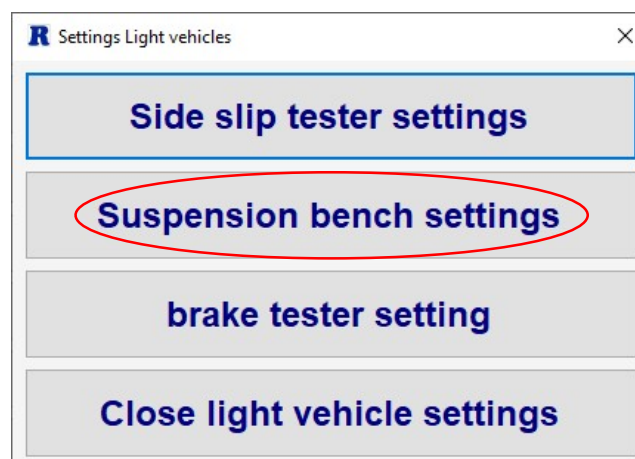 R Settings Light vehicles
Side slip tester settings
Suspension bench settings
brake tester setting
Close light vehicle settings